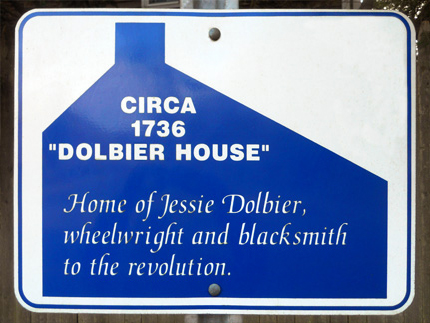 CIRCA
1736
"DOLBIER HOUSE"
Home of Jessie Dolbier,
wheelwright and blacksmith
to the revolution.